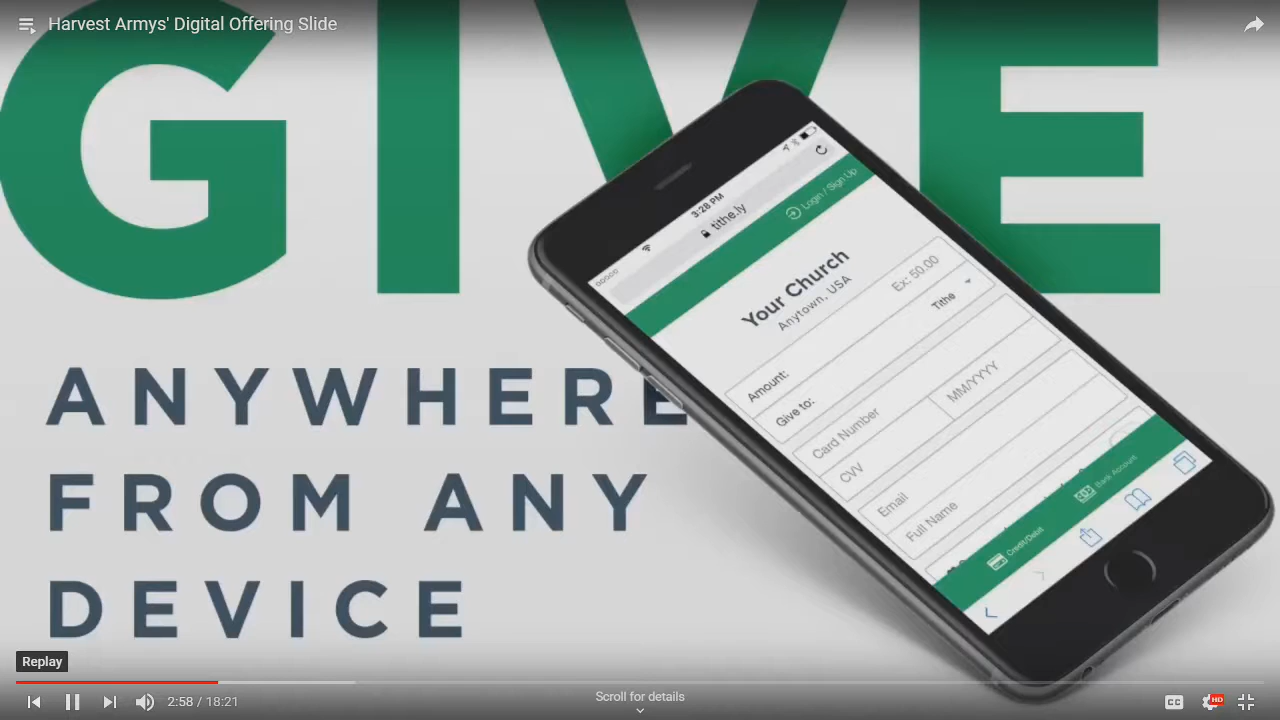 Harvest Armys' Digital Offering Slide
GIVE
ANYWHERE
FROM ANY
DEVICE
3:28 PM
tithe.ly
Login / Sign Up
Your Church
Anytown, USA
Amount:
Ex: 50.00
Give to:
Tithe
Card Number
MM/YYYY
CVV
Email
Full Name
Credit/Debit
Bank Account
Replay
2:58 / 18:21
Scroll for details
CC
HD